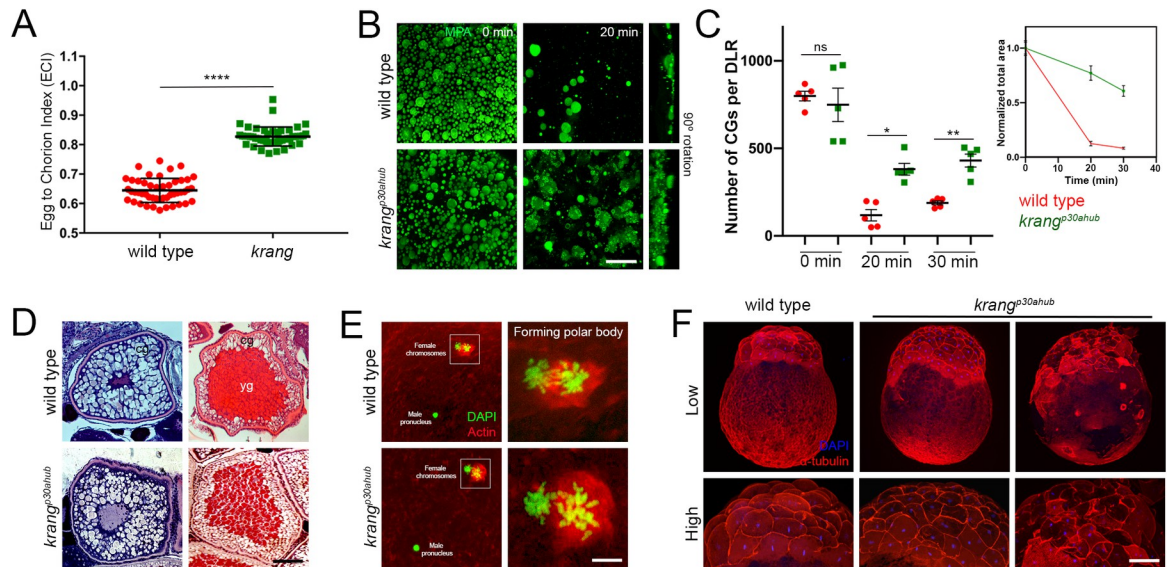 A
Egg to Chorion Index (ECI)
1.1
1.0
0.9
0.8
0.7
0.6
0.5
****
wild type
krang
B
MPA 0 min
20 min
wild type
krang^p30ahub
90º rotation
C
Number of CGs per DLR
1000
500
0
ns
*
**
0 min
20 min
30 min
Normalized total area
1.0
0.5
0.0
0
10
20
30
40
Time (min)
wild type
krang^p30ahub
D
wild type
krang^p30ahub
cg
cg
yg
E
wild type
krang^p30ahub
Female
chromosomes
Male
pronucleus
DAPI
Actin
Forming polar body
Female
chromosomes
Male
pronucleus
F
wild type
krang^p30ahub
Low
High
DAPI
α-tubulin